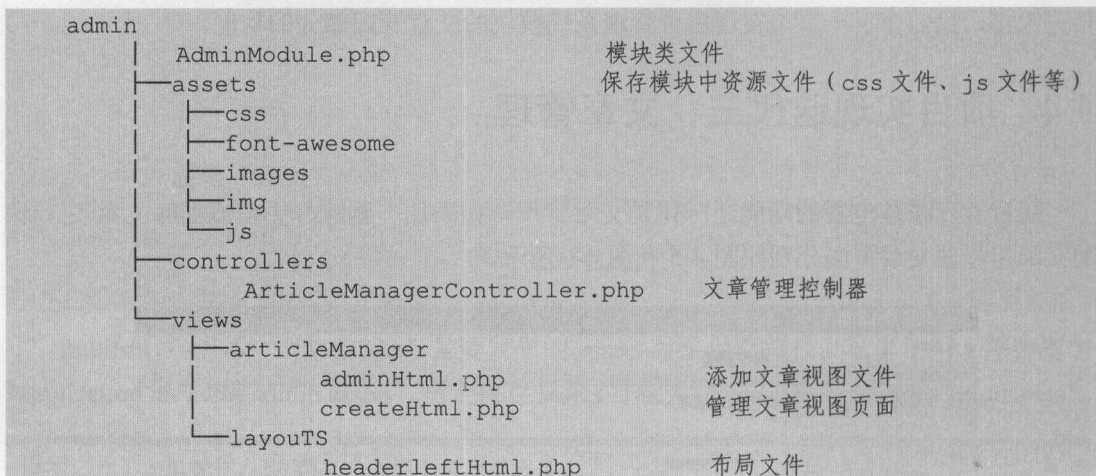 admin
AdminModule.php 模块类文件
assets 保存模块中资源文件（css 文件、js 文件等）
css
font-awesome
images
img
js
controllers
ArticleManagerController.php 文章管理控制器
views
articleManager
adminHtml.php 添加文章视图文件
createHtml.php 管理文章视图页面
layouTS
headerleftHtml.php 布局文件